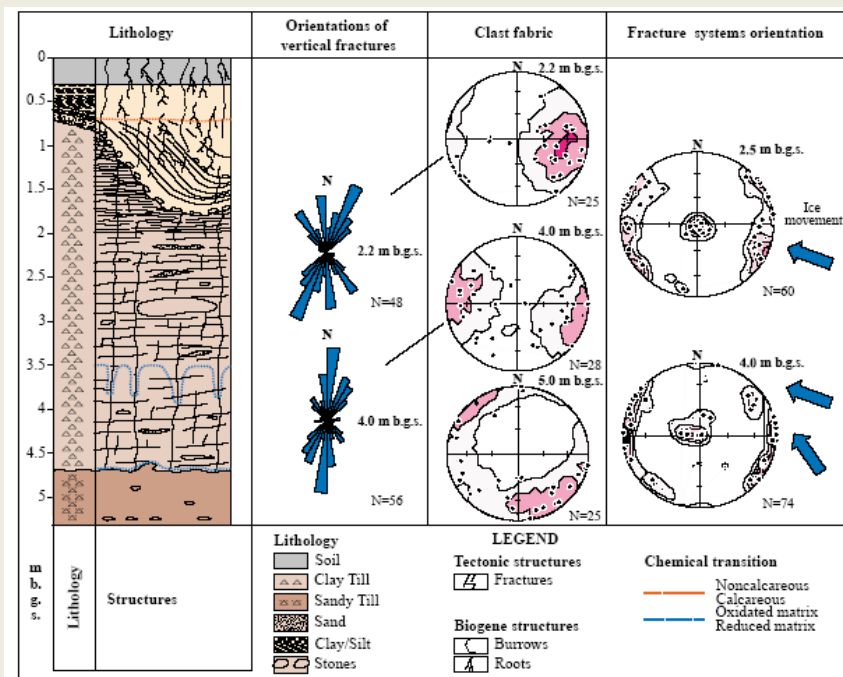 Lithology
Orientations of
vertical fractures
Clast fabric
Fracture systems orientation
0
0.5
1
1.5
2
2.5
3
3.5
4
4.5
5
m
b.
g.
s.
Lithology
Structures
N
2.2 m b.g.s.
N=48
N
4.0 m b.g.s.
N=56
N
2.2 m b.g.s.
N=25
N
4.0 m b.g.s.
N=28
N
5.0 m b.g.s.
N=25
N
2.5 m b.g.s.
Ice
movement
N=60
N
4.0 m b.g.s.
N=74
LEGEND
Lithology
Soil
Clay Till
Sandy Till
Sand
Clay/Silt
Stones
Tectonic structures
Fractures
Biogene structures
Burrows
Roots
Chemical transition
Noncalcareous
Calcareous
Oxidated matrix
Reduced matrix